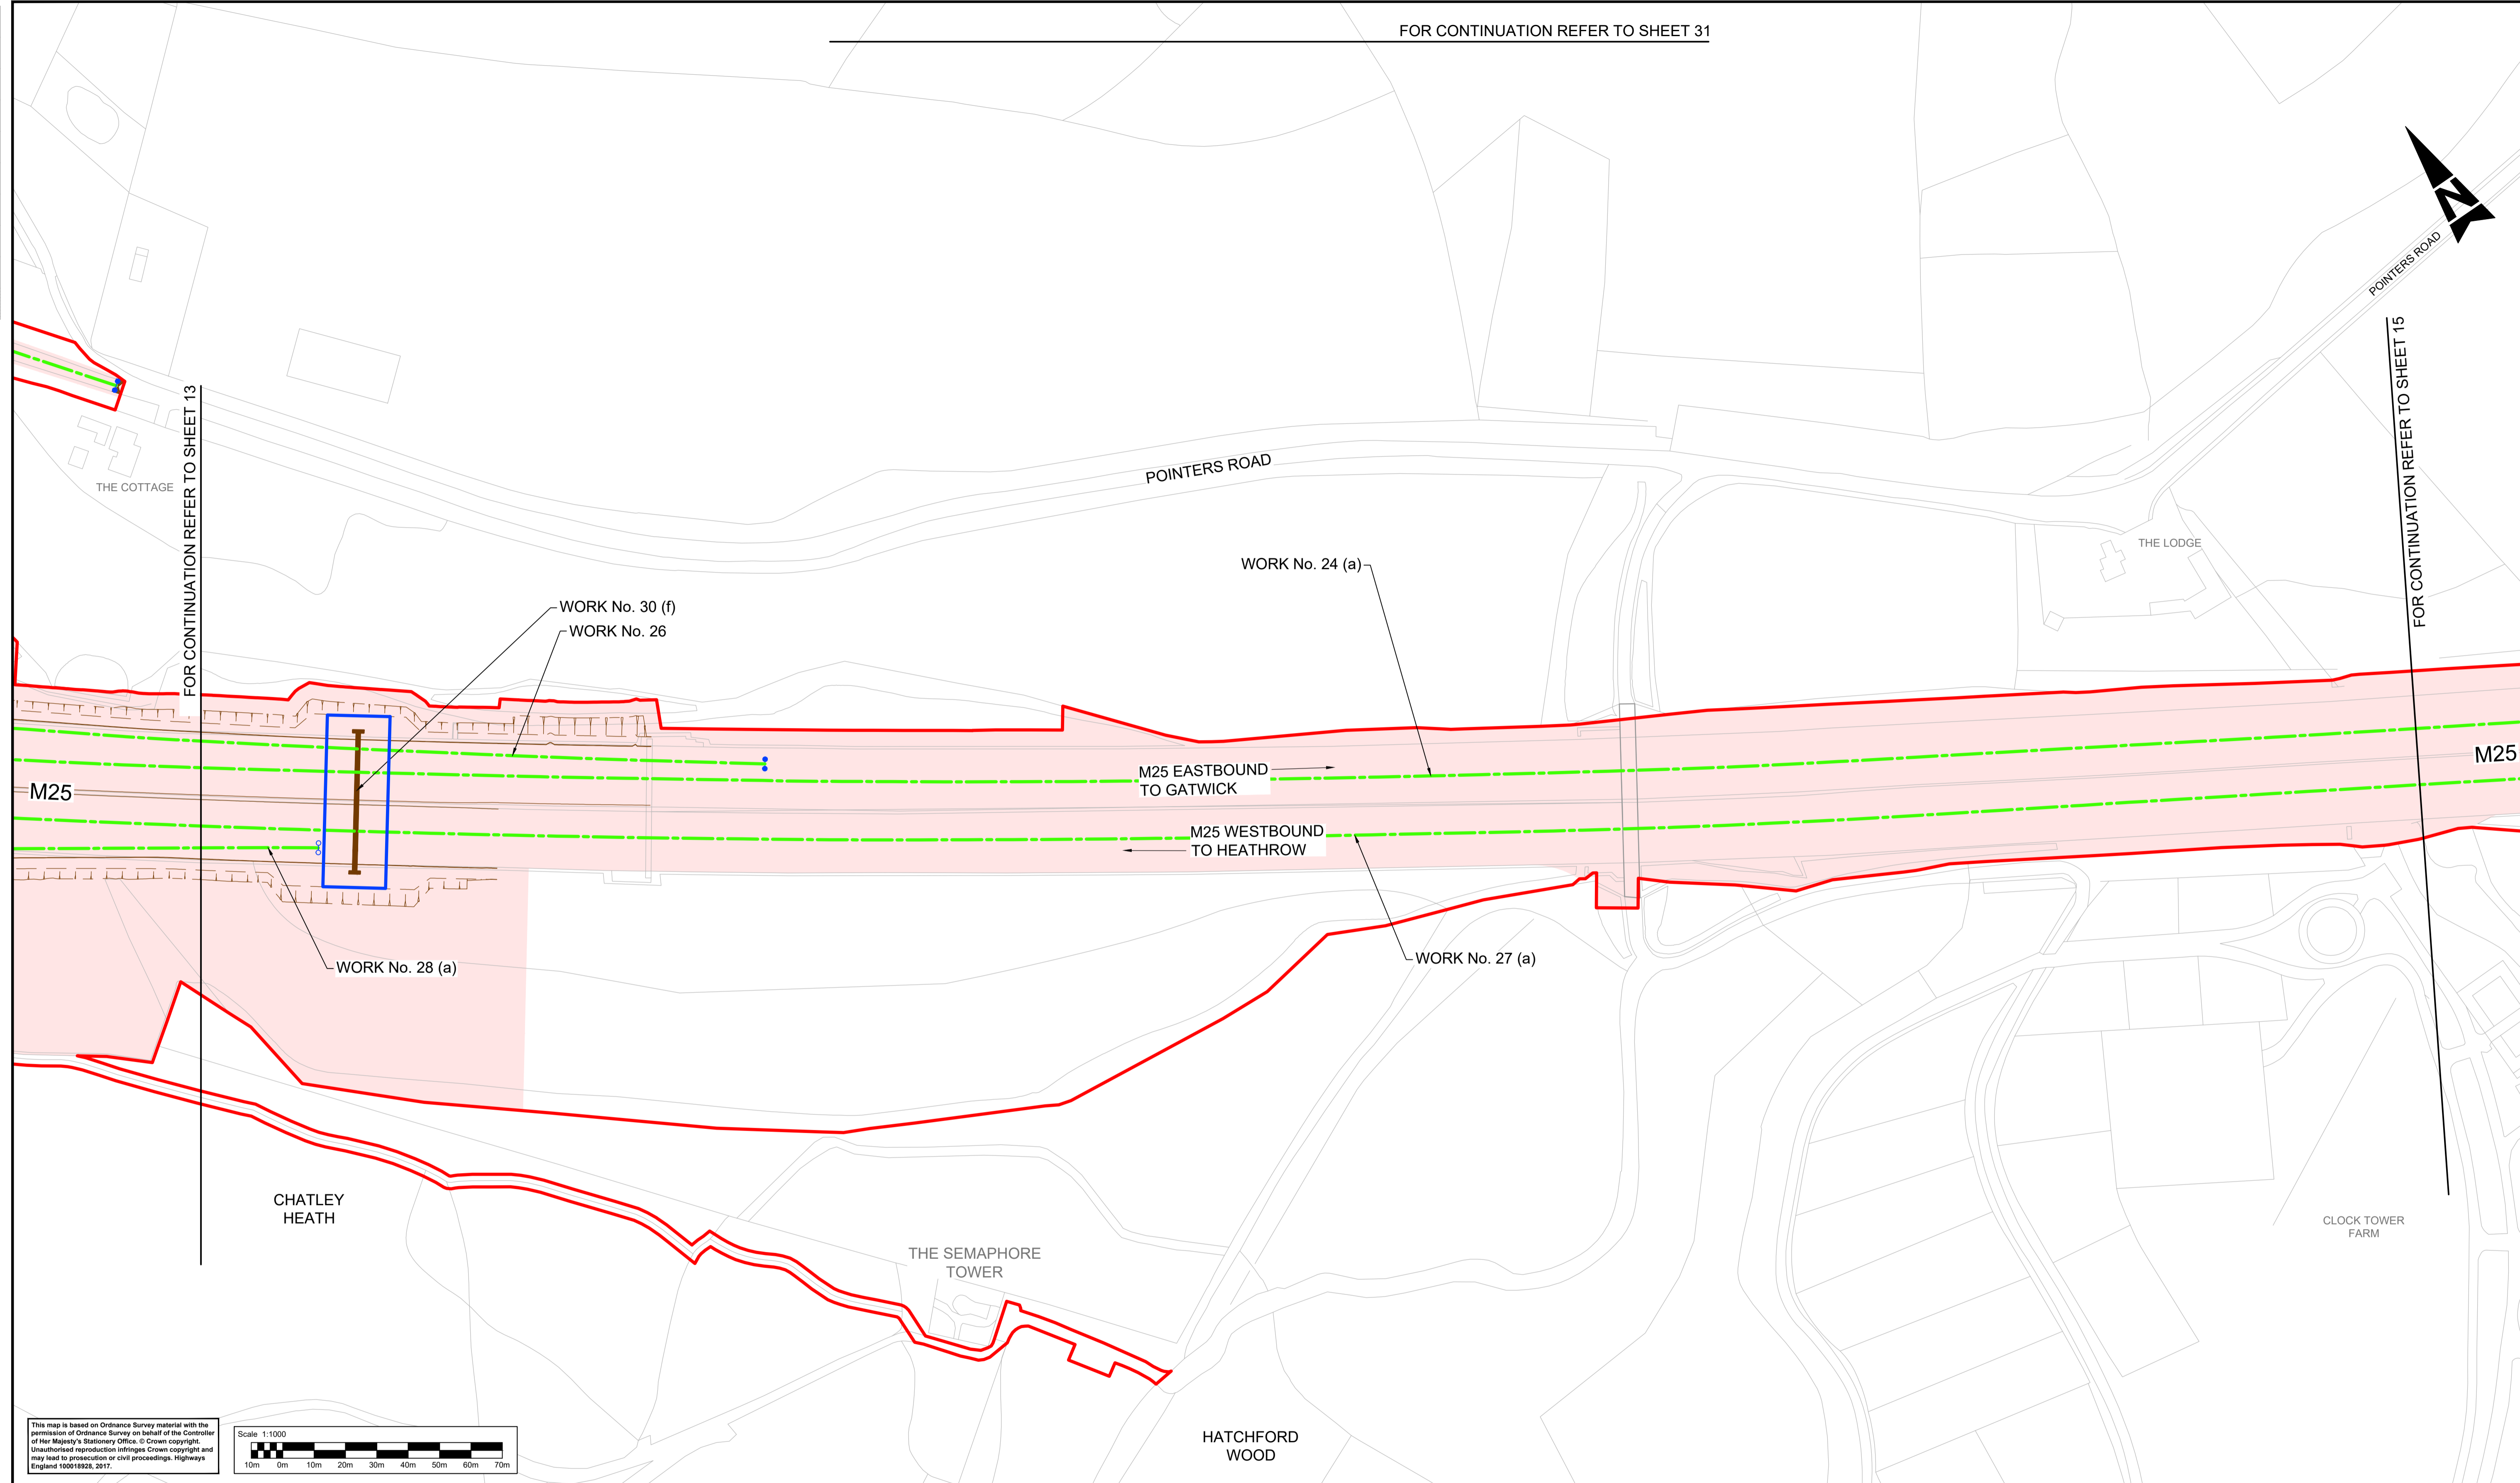 FOR CONTINUATION REFER TO SHEET 31
N
POINTERS ROAD
FOR CONTINUATION REFER TO SHEET 13
FOR CONTINUATION REFER TO SHEET 15
POINTERS ROAD
THE COTTAGE
THE LODGE
WORK No. 24 (a)
WORK No. 30 (f)
WORK No. 26
M25 EASTBOUND
TO GATWICK
M25
M25
M25 WESTBOUND
TO HEATHROW
WORK No. 28 (a)
WORK No. 27 (a)
CHATLEY
HEATH
THE SEMAPHORE
TOWER
CLOCK TOWER
FARM
HATCHFORD
WOOD
This map is based on Ordnance Survey material with the
permission of Ordnance Survey on behalf of the Controller
of Her Majesty's Stationery Office. © Crown copyright.
Unauthorised reproduction infringes Crown copyright and
may lead to prosecution or civil proceedings. Highways
England 100018928, 2017.
Scale 1:1000
10m 0m 10m 20m 30m 40m 50m 60m 70m